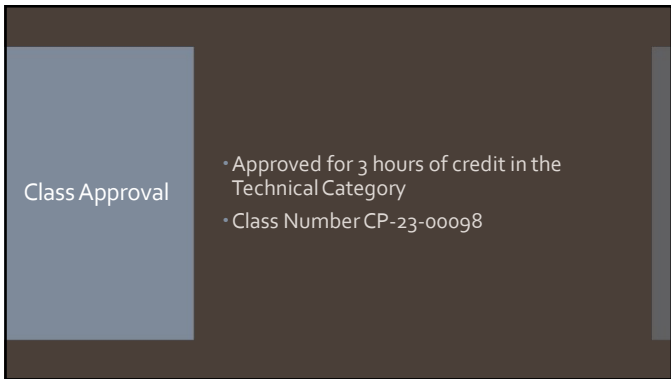 Class Approval
• Approved for 3 hours of credit in the
Technical Category
• Class Number CP-23-00098